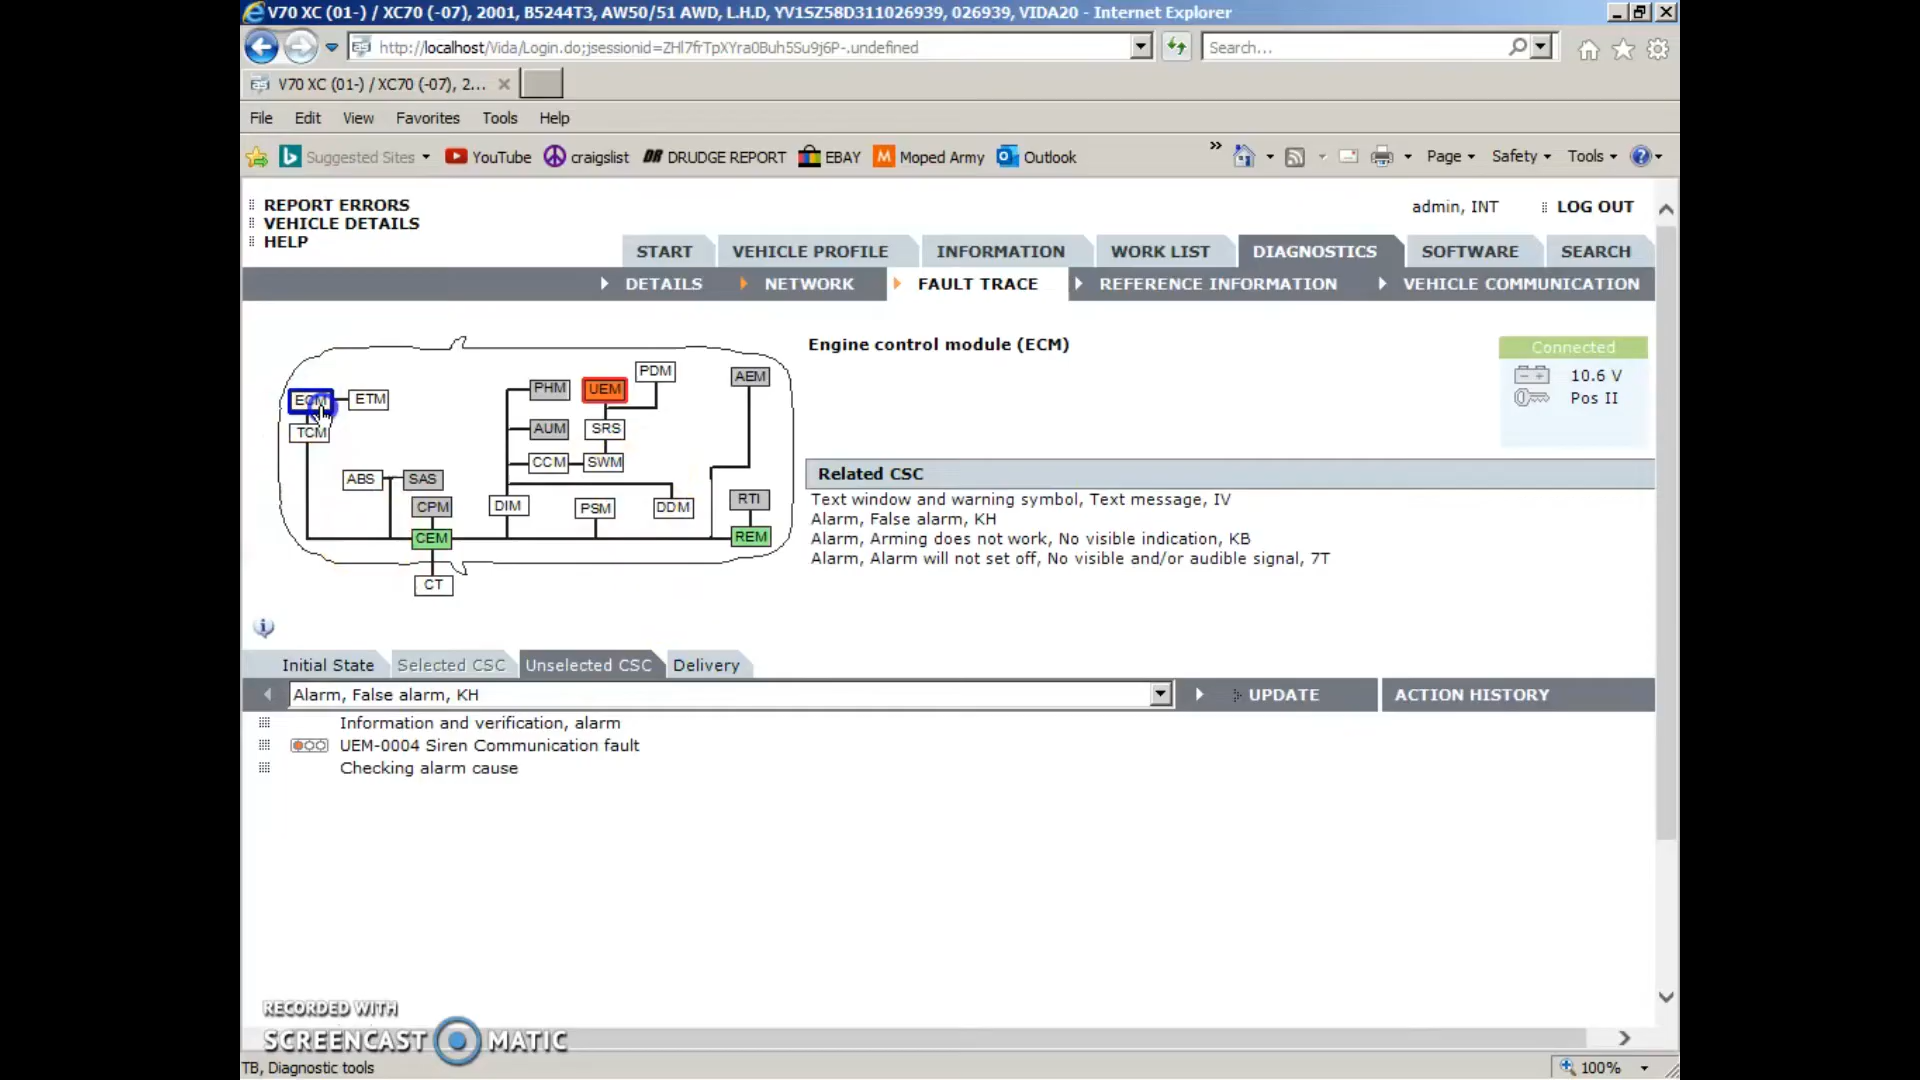 V70 XC (01-) / XC70 (-07), 2001, B5244T3, AW50/51 AWD, L.H.D, YV1SZ58D311026939, 026939, VIDA20 - Internet Explorer
http://localhost/Vida/Login.do;jsessionid=ZHl7frTpXYra0Buh5Su9j6P-.undefined
Search...
V70 XC (01-) / XC70 (-07), 2...
File Edit View Favorites Tools Help
Suggested Sites YouTube craigslist DRUDGE REPORT EBAY Moped Army Outlook Page Safety Tools
REPORT ERRORS
VEHICLE DETAILS
HELP
admin, INT LOG OUT
START VEHICLE PROFILE INFORMATION WORK LIST DIAGNOSTICS SOFTWARE SEARCH
DETAILS NETWORK FAULT TRACE REFERENCE INFORMATION VEHICLE COMMUNICATION
Engine control module (ECM)
Connected
10.6 V
Pos II
PDM
PHM UEM AEM
ECM ETM
AUM SRS
TCM
CCM SWM
ABS SAS
CPM DIM PSM DDM RTI
CEM REM
CT
Related CSC
Text window and warning symbol, Text message, IV
Alarm, False alarm, KH
Alarm, Arming does not work, No visible indication, KB
Alarm, Alarm will not set off, No visible and/or audible signal, 7T
Initial State Selected CSC Unselected CSC Delivery
Alarm, False alarm, KH UPDATE ACTION HISTORY
Information and verification, alarm
UEM-0004 Siren Communication fault
Checking alarm cause
RECORDED WITH
SCREENCAST MATIC
TB, Diagnostic tools
100%